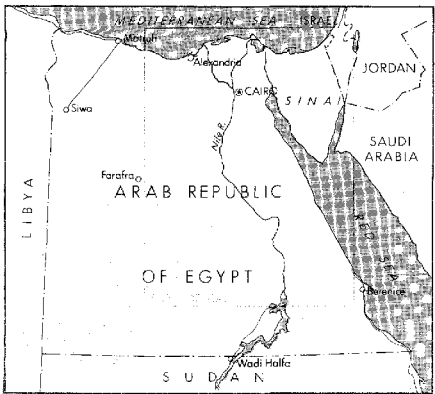 MEDITERRANEAN SEA
ISRAEL
Matruh
Alexandria
JORDAN
CAIRO
SINAI
Siwa
Nile R.
SAUDI
ARABIA
Farafra
ARAB REPUBLIC
LIBYA
RED SEA
OF EGYPT
Berenice
Wadi Halfa
SUDAN